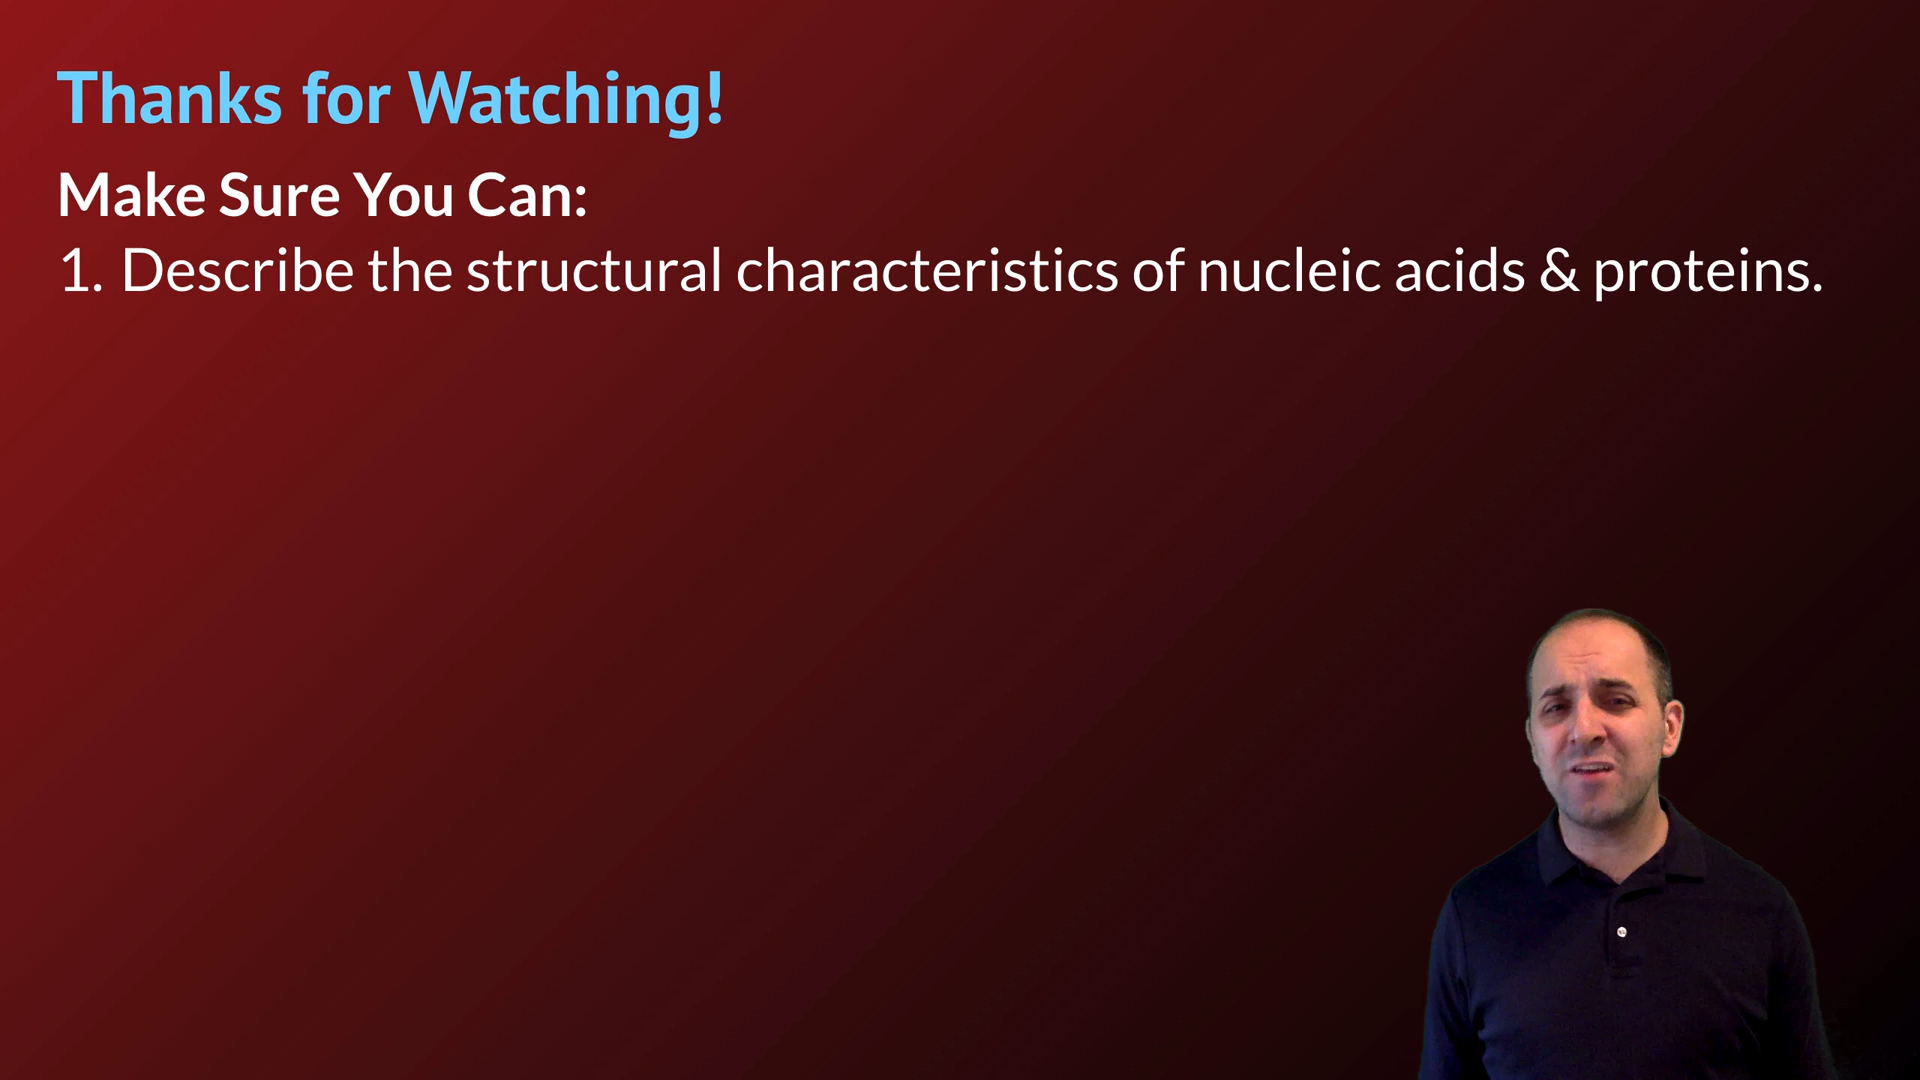 Thanks for Watching!
Make Sure You Can:
1. Describe the structural characteristics of nucleic acids & proteins.